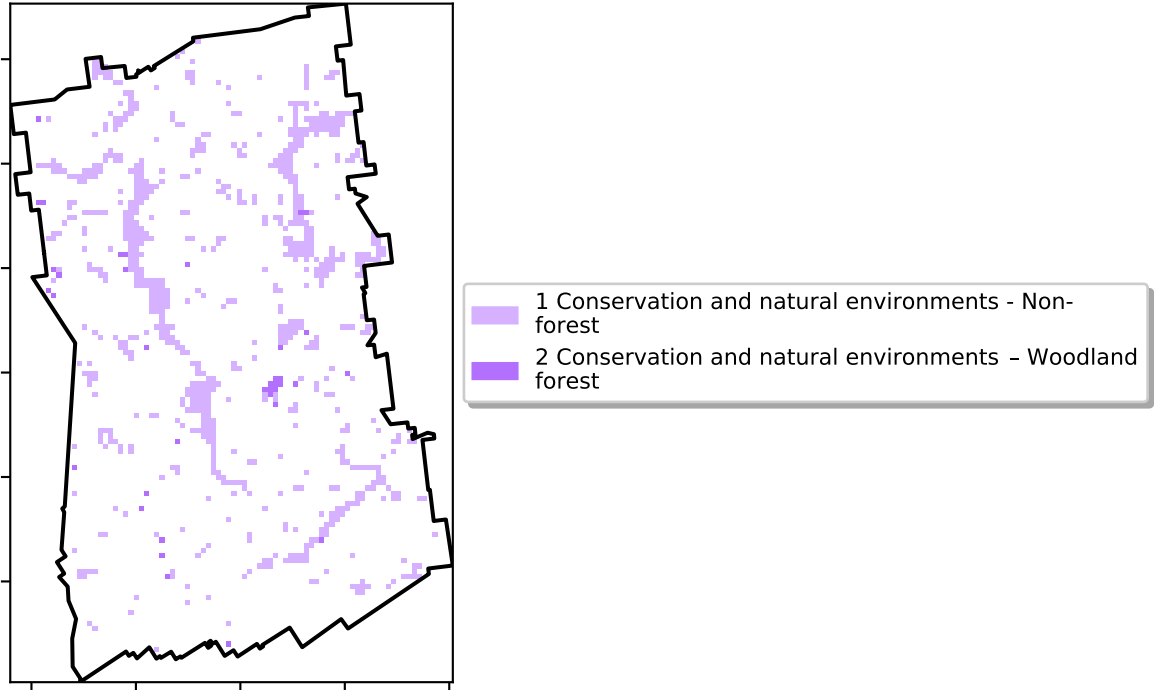 1 Conservation and natural environments - Non-
forest
2 Conservation and natural environments – Woodland
forest